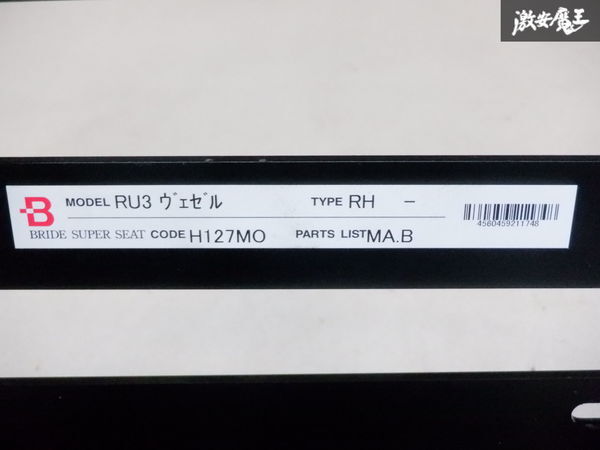 激安魔王
MODEL RU3 ヴェゼル TYPE RH -
BRIDE SUPER SEAT CODE H127MO PARTS LIST MA.B
4560459211748